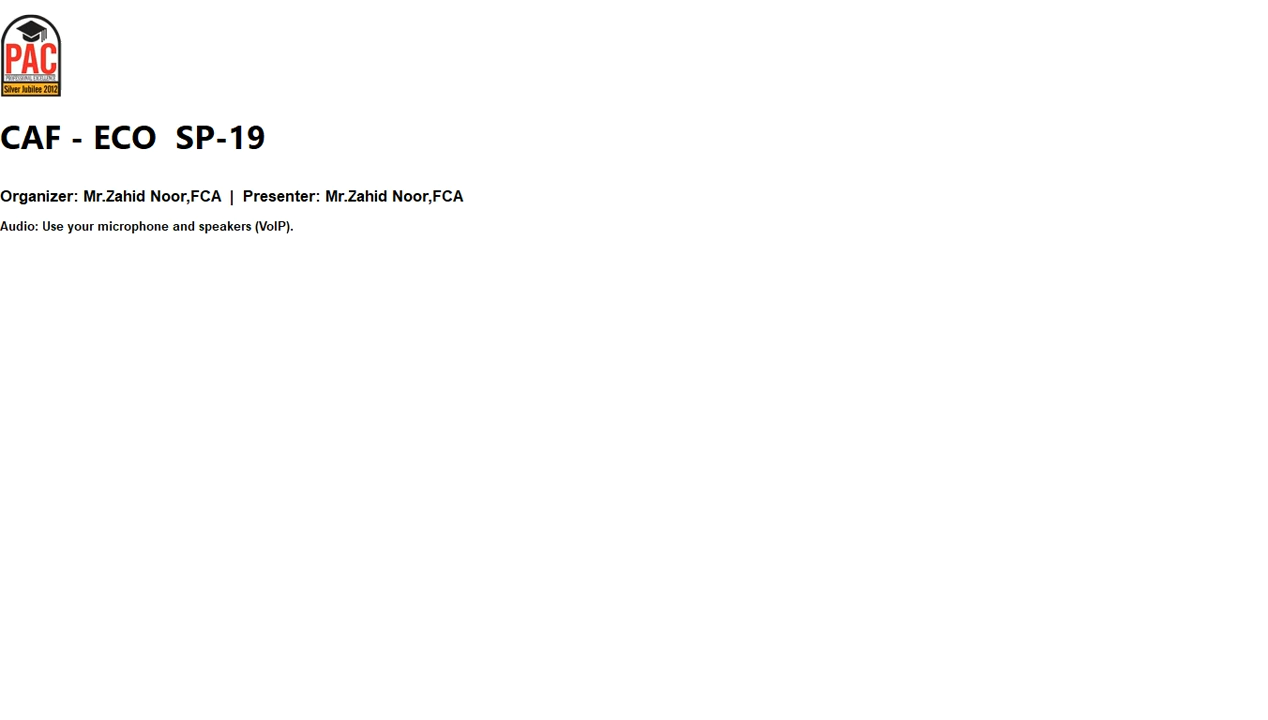 PAC
PROFESSIONAL EXCELLENCE
Silver Jubilee 2012
CAF - ECO  SP-19
Organizer: Mr.Zahid Noor,FCA  |  Presenter: Mr.Zahid Noor,FCA
Audio: Use your microphone and speakers (VoIP).